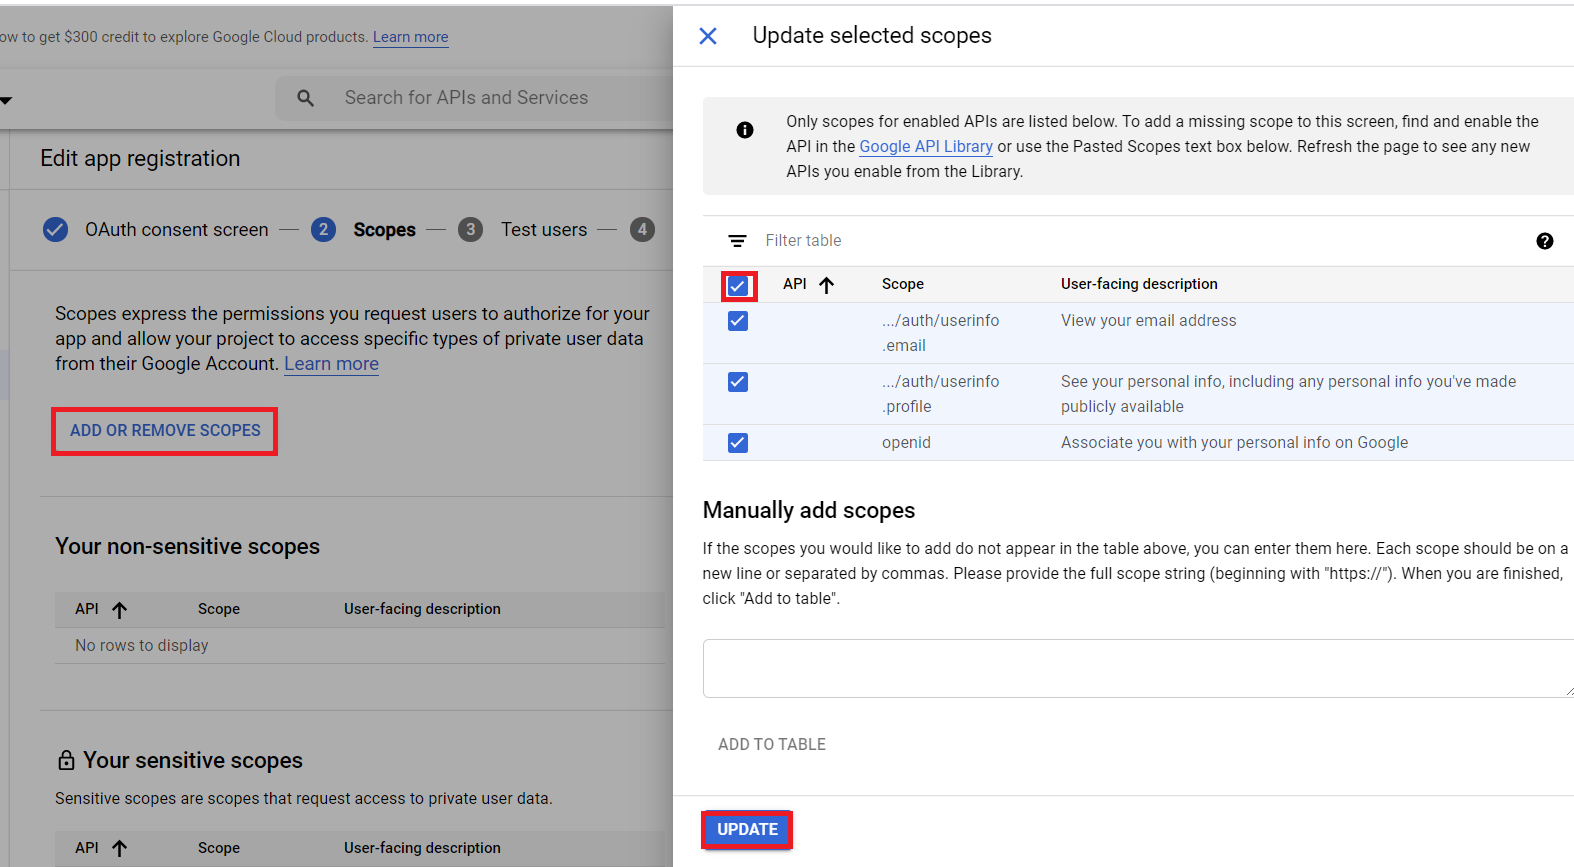 ow to get $300 credit to explore Google Cloud products. Learn more
Search for APIs and Services
Edit app registration
OAuth consent screen — 2 Scopes — 3 Test users — 4
Scopes express the permissions you request users to authorize for your
app and allow your project to access specific types of private user data
from their Google Account. Learn more
ADD OR REMOVE SCOPES
Your non-sensitive scopes
API Scope User-facing description
No rows to display
Your sensitive scopes
Sensitive scopes are scopes that request access to private user data.
API Scope User-facing description
Update selected scopes
Only scopes for enabled APIs are listed below. To add a missing scope to this screen, find and enable the
API in the Google API Library or use the Pasted Scopes text box below. Refresh the page to see any new
APIs you enable from the Library.
Filter table
API Scope User-facing description
.../auth/userinfo View your email address
.email
.../auth/userinfo See your personal info, including any personal info you've made
.profile publicly available
openid Associate you with your personal info on Google
Manually add scopes
If the scopes you would like to add do not appear in the table above, you can enter them here. Each scope should be on a
new line or separated by commas. Please provide the full scope string (beginning with "https://"). When you are finished,
click "Add to table".
ADD TO TABLE
UPDATE